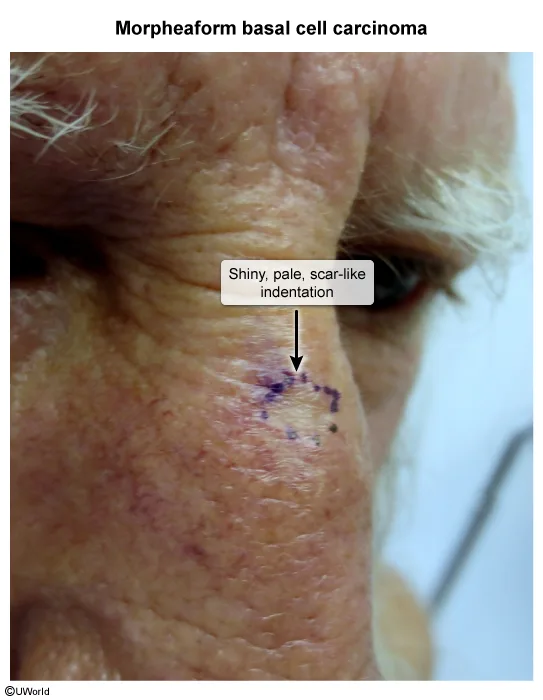 Morpheaform basal cell carcinoma
Shiny, pale, scar-like
indentation
©UWorld